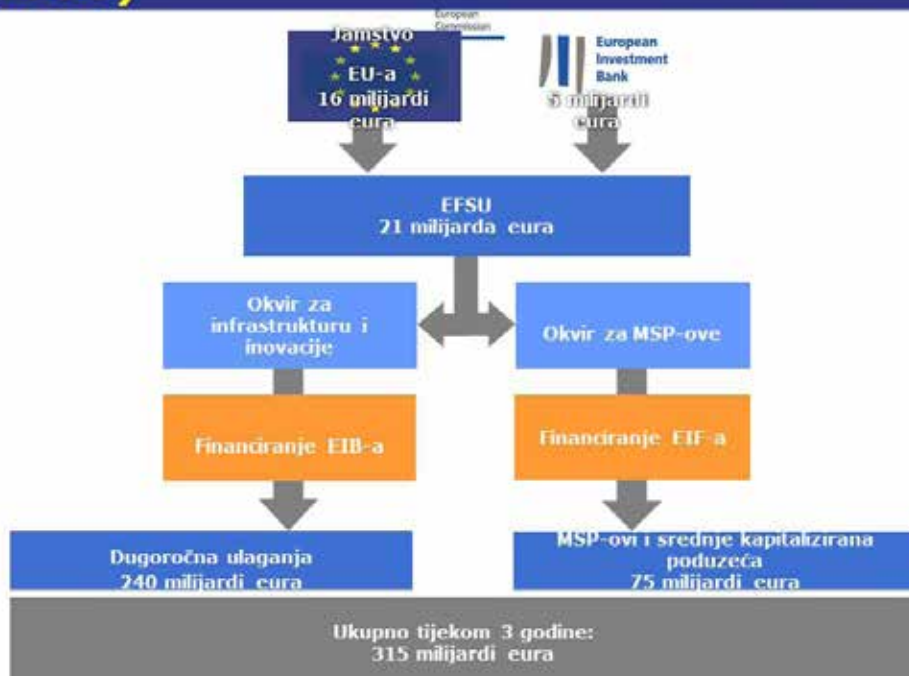 European
Commission
Jamstvo
EU-a
16 milijardi
eura
European
Investment
Bank
5 milijardi
eura
EFSU
21 milijarda eura
Okvir za
infrastrukturu i
inovacije
Okvir za MSP-ove
Financiranje EIB-a
Financiranje EIF-a
Dugoročna ulaganja
240 milijardi eura
MSP-ovi i srednje kapitalizirana
poduzeća
75 milijardi eura
Ukupno tijekom 3 godine:
315 milijardi eura